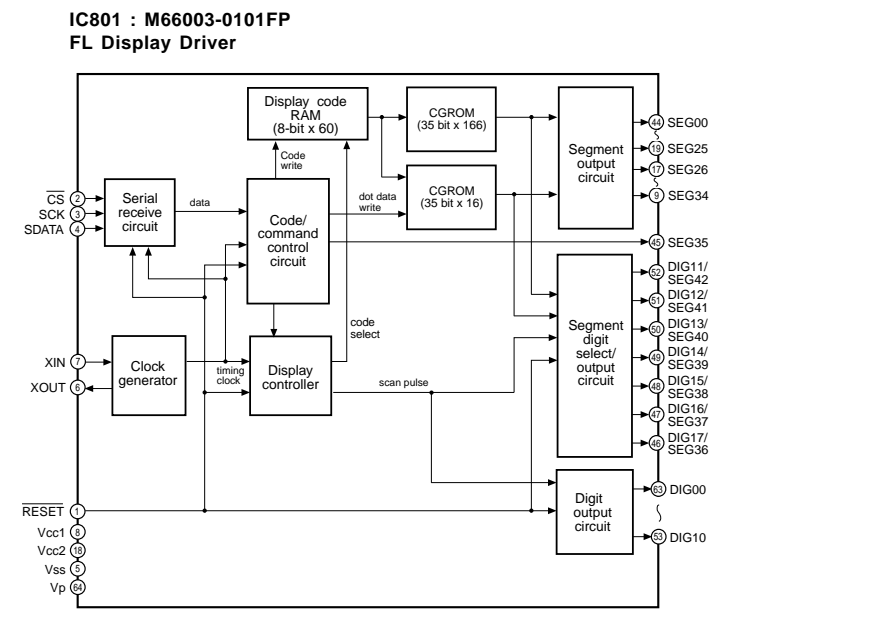 IC801 : M66003-0101FP
FL Display Driver
Display code
RAM
(8-bit x 60)
CGROM
(35 bit x 166)
CGROM
(35 bit x 16)
Segment
output
circuit
44 SEG00
19 SEG25
17 SEG26
9 SEG34
45 SEG35
Code
write
dot data
write
CS 2
SCK 3
SDATA 4
Serial
receive
circuit
data
Code/
command
control
circuit
code
select
XIN 7
XOUT 6
Clock
generator
timing
clock
Display
controller
scan pulse
Segment
digit
select/
output
circuit
52 DIG11/
SEG42
51 DIG12/
SEG41
50 DIG13/
SEG40
49 DIG14/
SEG39
48 DIG15/
SEG38
47 DIG16/
SEG37
46 DIG17/
SEG36
Digit
output
circuit
63 DIG00
53 DIG10
RESET 1
Vcc1 8
Vcc2 18
Vss 5
Vp 64